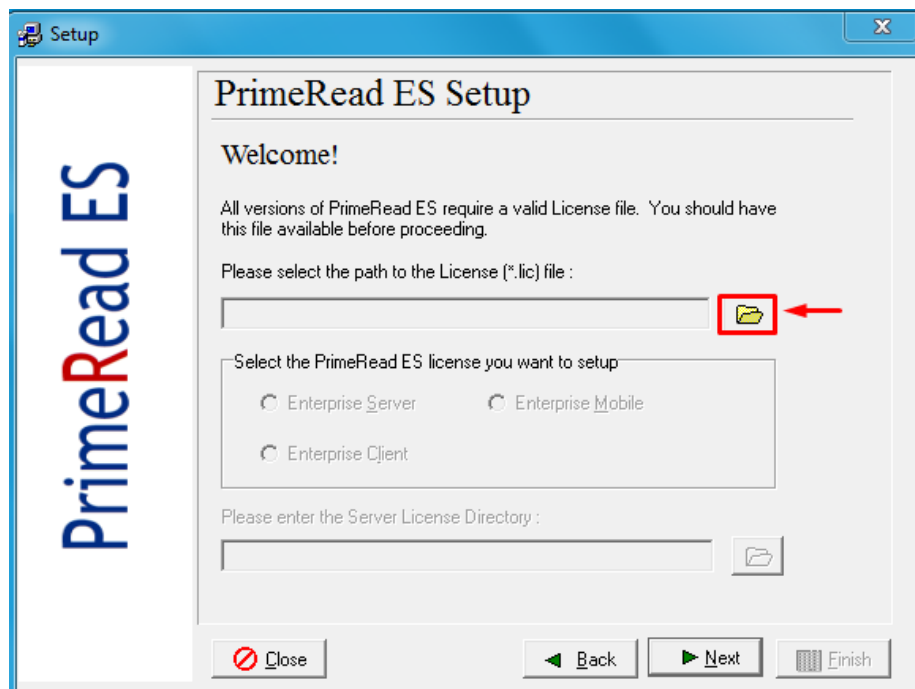 Setup
PrimeRead ES
PrimeRead ES Setup
Welcome!
All versions of PrimeRead ES require a valid License file. You should have
this file available before proceeding.
Please select the path to the License (*.lic) file :
Select the PrimeRead ES license you want to setup
Enterprise Server Enterprise Mobile
Enterprise Client
Please enter the Server License Directory :
Close Back Next Finish